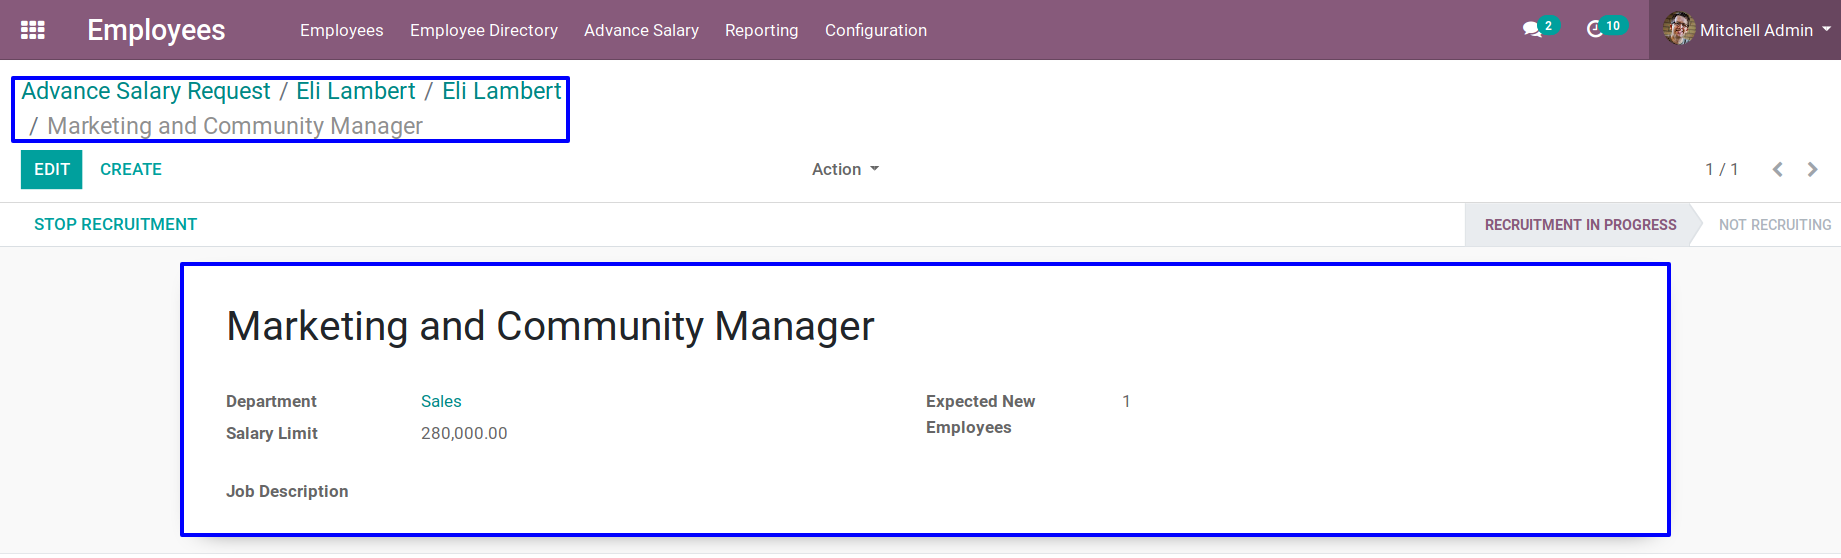 Employees Employees Employee Directory Advance Salary Reporting Configuration 2 10 Mitchell Admin
Advance Salary Request / Eli Lambert / Eli Lambert
/ Marketing and Community Manager
EDIT CREATE Action 1 / 1
STOP RECRUITMENT RECRUITMENT IN PROGRESS NOT RECRUITING
Marketing and Community Manager
Department Sales Expected New 1
Employees
Salary Limit 280,000.00
Job Description